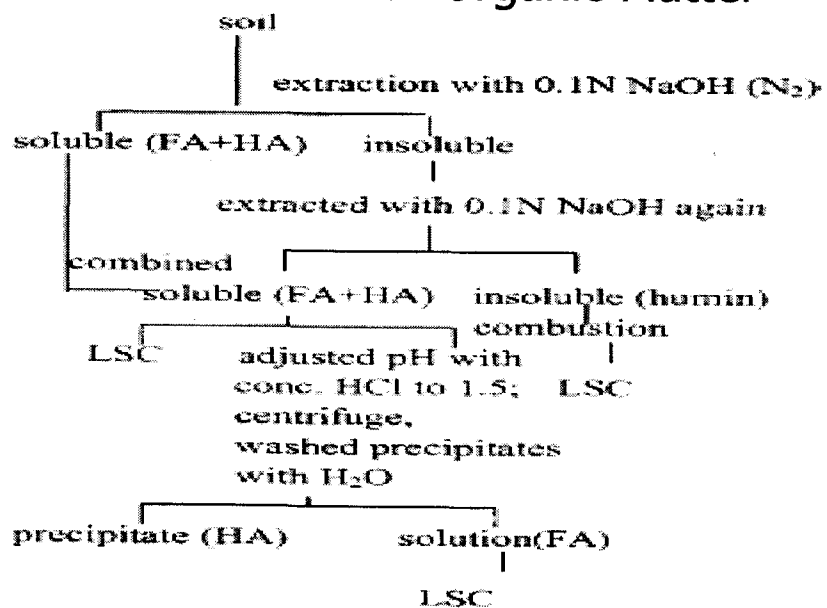 Organic Matter
soil
extraction with 0.1N NaOH (N₂)
soluble (FA+HA) insoluble
extracted with 0.1N NaOH again
combined
soluble (FA+HA) insoluble (humin)
combustion
LSC adjusted pH with
conc. HCl to 1.5; LSC
centrifuge,
washed precipitates
with H₂O
precipitate (HA) solution(FA)
LSC